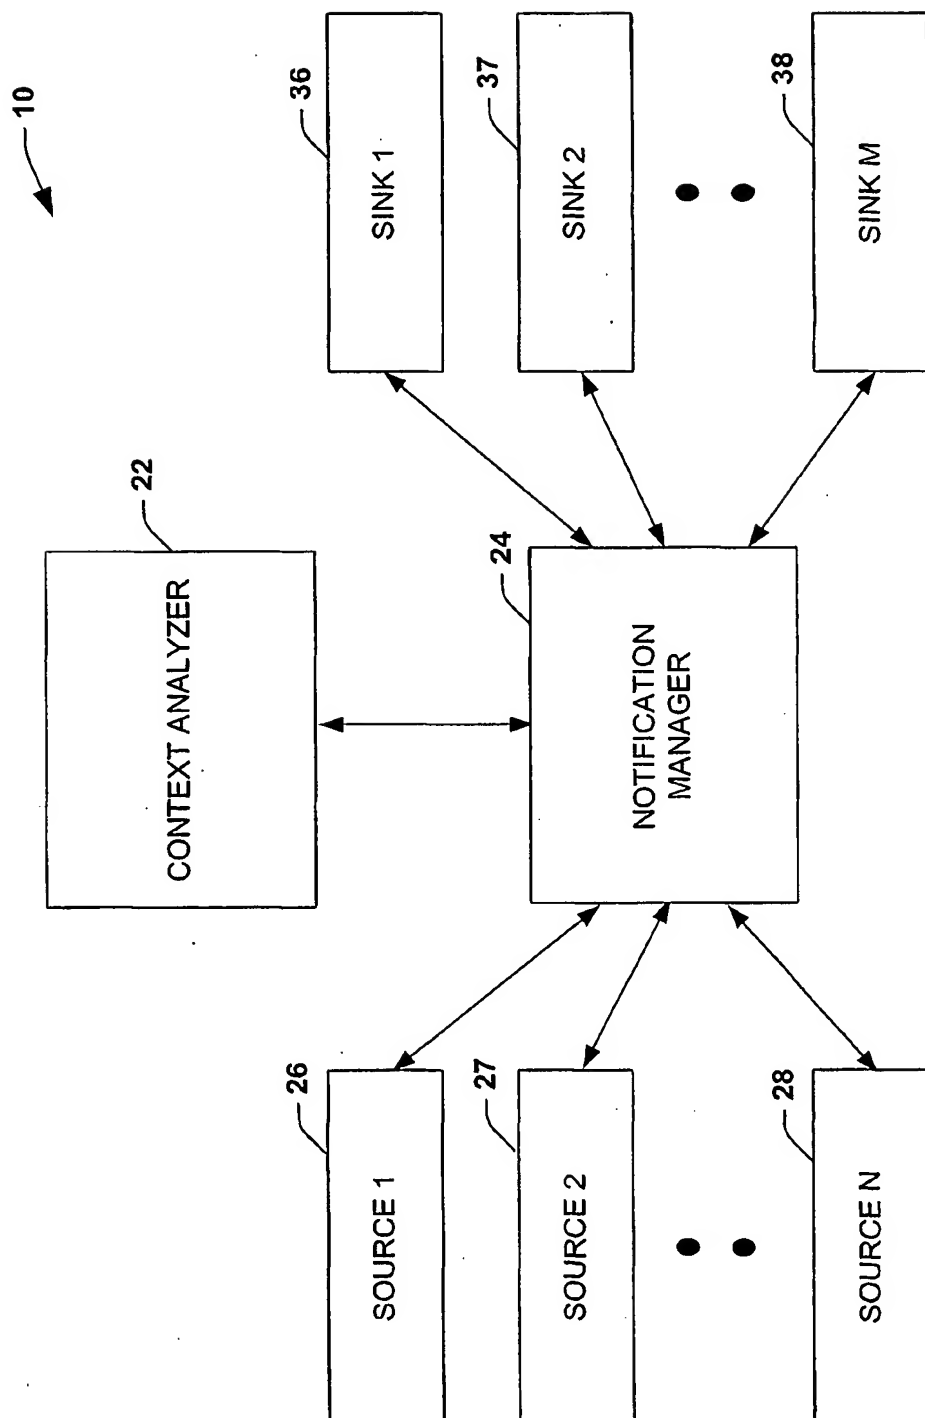 10
CONTEXT ANALYZER
22
SOURCE 1
26
SOURCE 2
27
SOURCE N
28
NOTIFICATION
MANAGER
24
SINK 1
36
SINK 2
37
SINK M
38